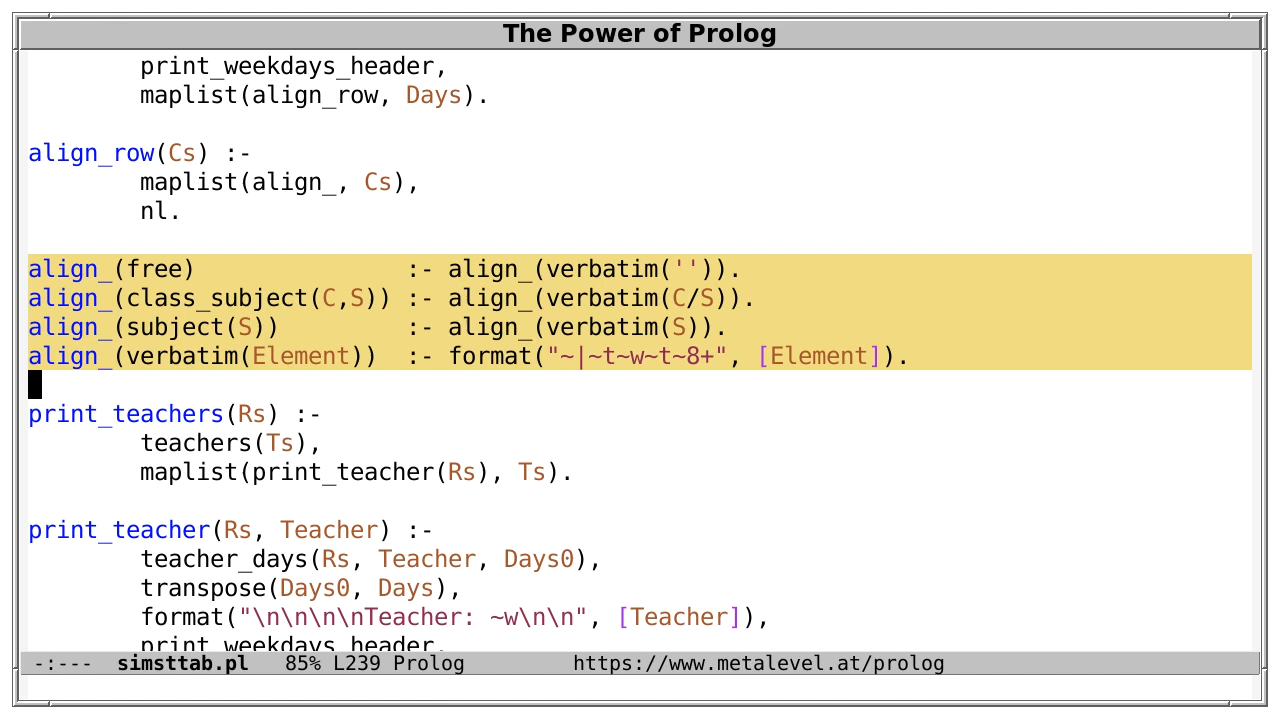 The Power of Prolog
        print_weekdays_header,
        maplist(align_row, Days).

align_row(Cs) :-
        maplist(align_, Cs),
        nl.

align_(free)               :- align_(verbatim('')).
align_(class_subject(C,S)) :- align_(verbatim(C/S)).
align_(subject(S))         :- align_(verbatim(S)).
align_(verbatim(Element))  :- format("~|~t~w~t~8+", [Element]).

print_teachers(Rs) :-
        teachers(Ts),
        maplist(print_teacher(Rs), Ts).

print_teacher(Rs, Teacher) :-
        teacher_days(Rs, Teacher, Days0),
        transpose(Days0, Days),
        format("\n\n\n\nTeacher: ~w\n\n", [Teacher]),
        print_weekdays_header,
-:---  simsttab.pl   85% L239 Prolog         https://www.metalevel.at/prolog